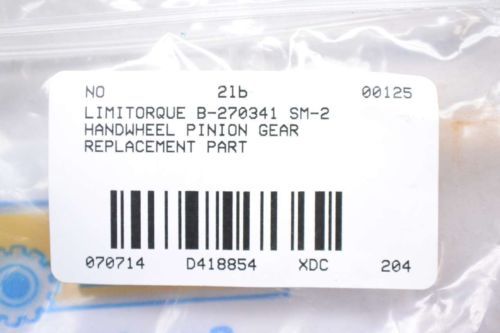 NO 21b 00125
LIMITORQUE B-270341 SM-2
HANDWHEEL PINION GEAR
REPLACEMENT PART
070714 D418854 XDC 204